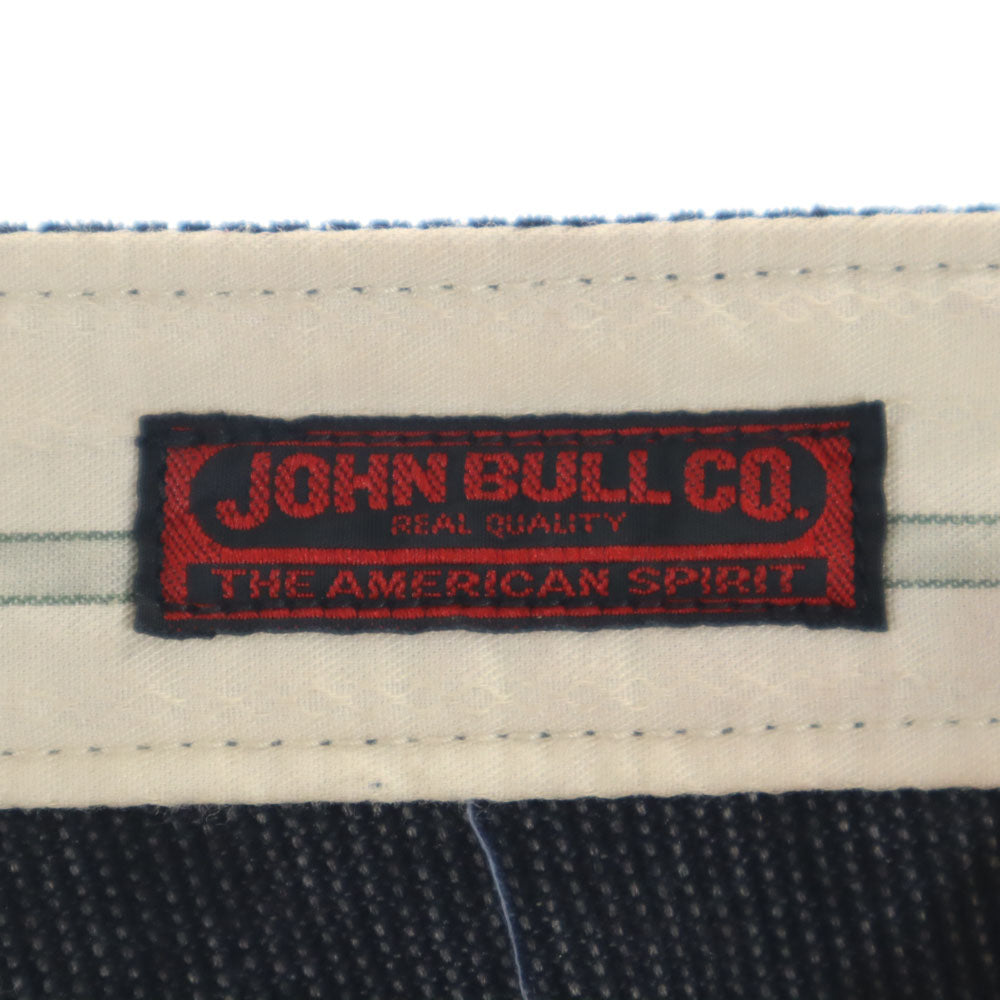 JOHN BULL CO.
REAL QUALITY
THE AMERICAN SPIRIT